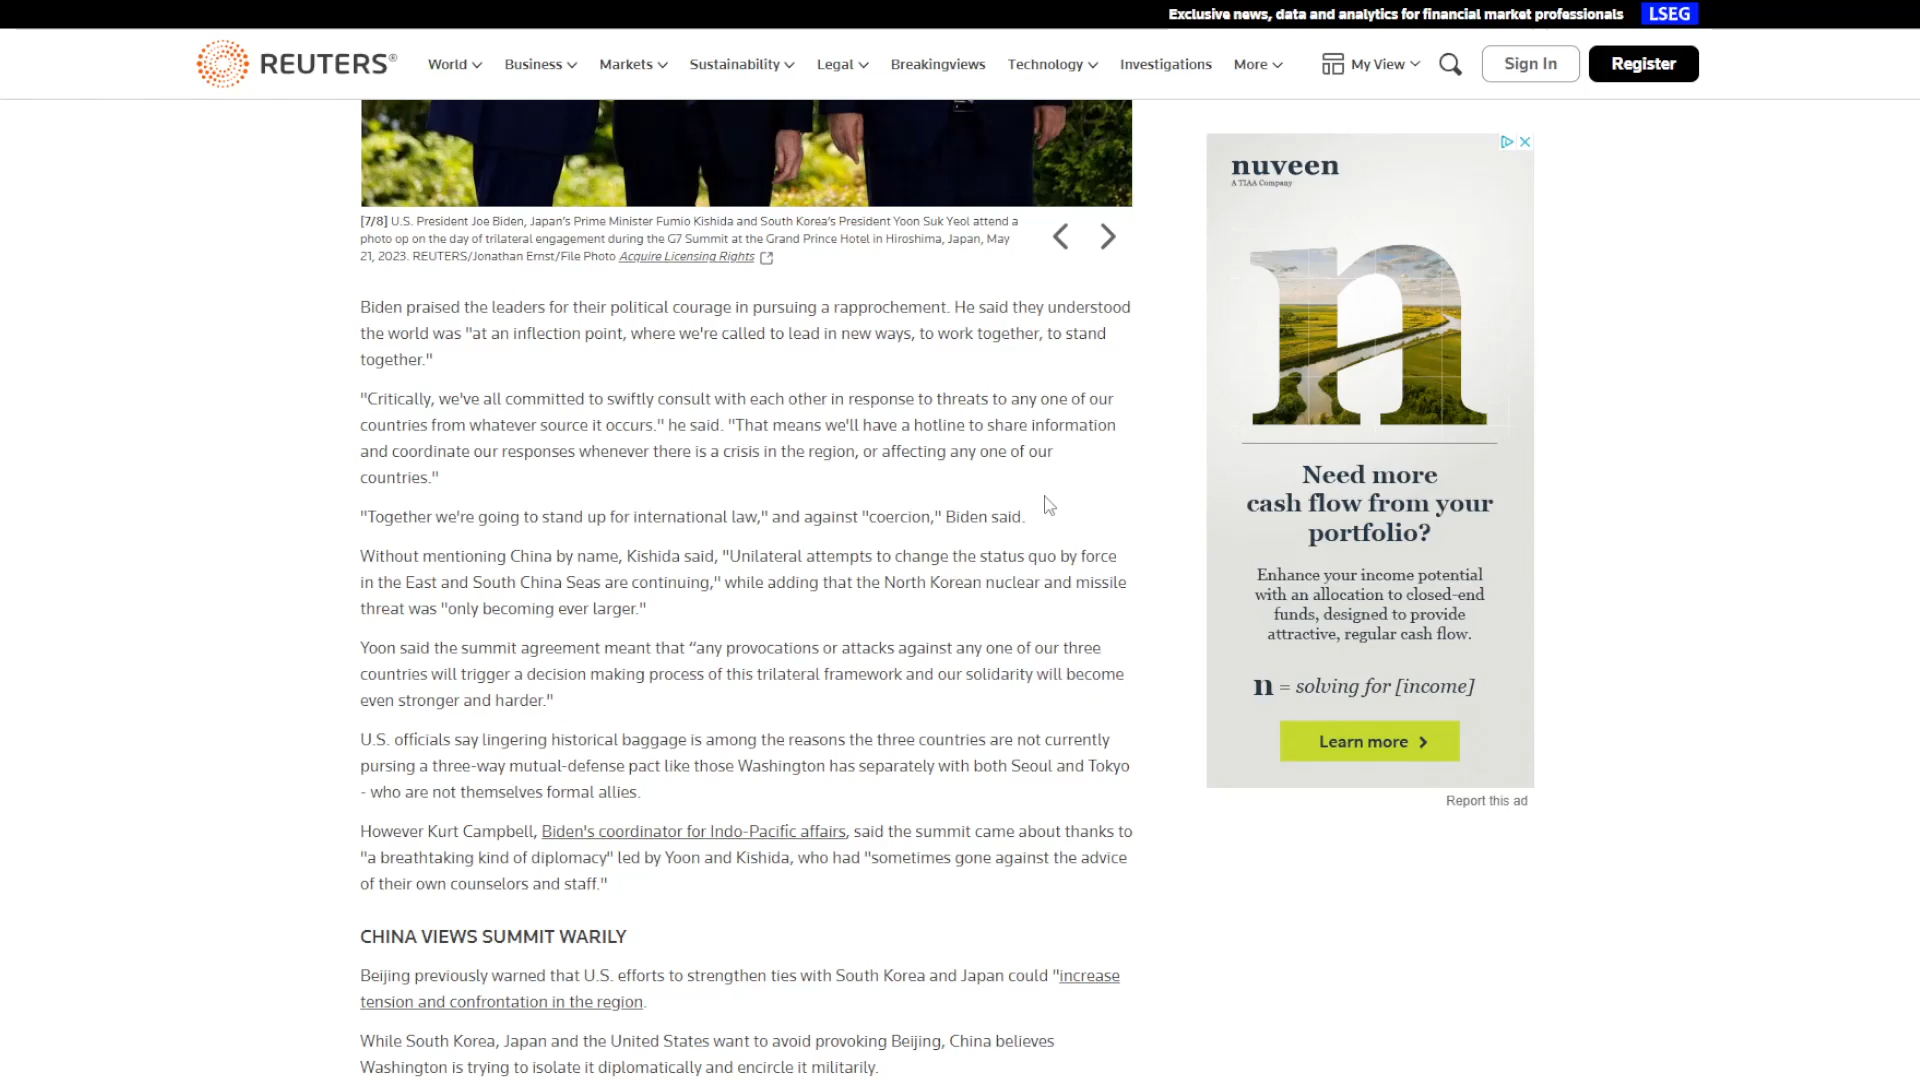 Exclusive news, data and analytics for financial market professionals LSEG
REUTERS®
World Business Markets Sustainability Legal Breakingviews Technology Investigations More My View Sign In Register
[7/8] U.S. President Joe Biden, Japan's Prime Minister Fumio Kishida and South Korea's President Yoon Suk Yeol attend a
photo op on the day of trilateral engagement during the G7 Summit at the Grand Prince Hotel in Hiroshima, Japan, May
21, 2023. REUTERS/Jonathan Ernst/File Photo Acquire Licensing Rights
Biden praised the leaders for their political courage in pursuing a rapprochement. He said they understood
the world was "at an inflection point, where we're called to lead in new ways, to work together, to stand
together."
"Critically, we've all committed to swiftly consult with each other in response to threats to any one of our
countries from whatever source it occurs." he said. "That means we'll have a hotline to share information
and coordinate our responses whenever there is a crisis in the region, or affecting any one of our
countries."
"Together we're going to stand up for international law," and against "coercion," Biden said.
Without mentioning China by name, Kishida said, "Unilateral attempts to change the status quo by force
in the East and South China Seas are continuing," while adding that the North Korean nuclear and missile
threat was "only becoming ever larger."
Yoon said the summit agreement meant that “any provocations or attacks against any one of our three
countries will trigger a decision making process of this trilateral framework and our solidarity will become
even stronger and harder."
U.S. officials say lingering historical baggage is among the reasons the three countries are not currently
pursing a three-way mutual-defense pact like those Washington has separately with both Seoul and Tokyo
- who are not themselves formal allies.
However Kurt Campbell, Biden's coordinator for Indo-Pacific affairs, said the summit came about thanks to
"a breathtaking kind of diplomacy" led by Yoon and Kishida, who had "sometimes gone against the advice
of their own counselors and staff."
CHINA VIEWS SUMMIT WARILY
Beijing previously warned that U.S. efforts to strengthen ties with South Korea and Japan could "increase
tension and confrontation in the region.
While South Korea, Japan and the United States want to avoid provoking Beijing, China believes
Washington is trying to isolate it diplomatically and encircle it militarily.
nuveen
A TIAA Company
n
Need more
cash flow from your
portfolio?
Enhance your income potential
with an allocation to closed-end
funds, designed to provide
attractive, regular cash flow.
n = solving for [income]
Learn more
Report this ad